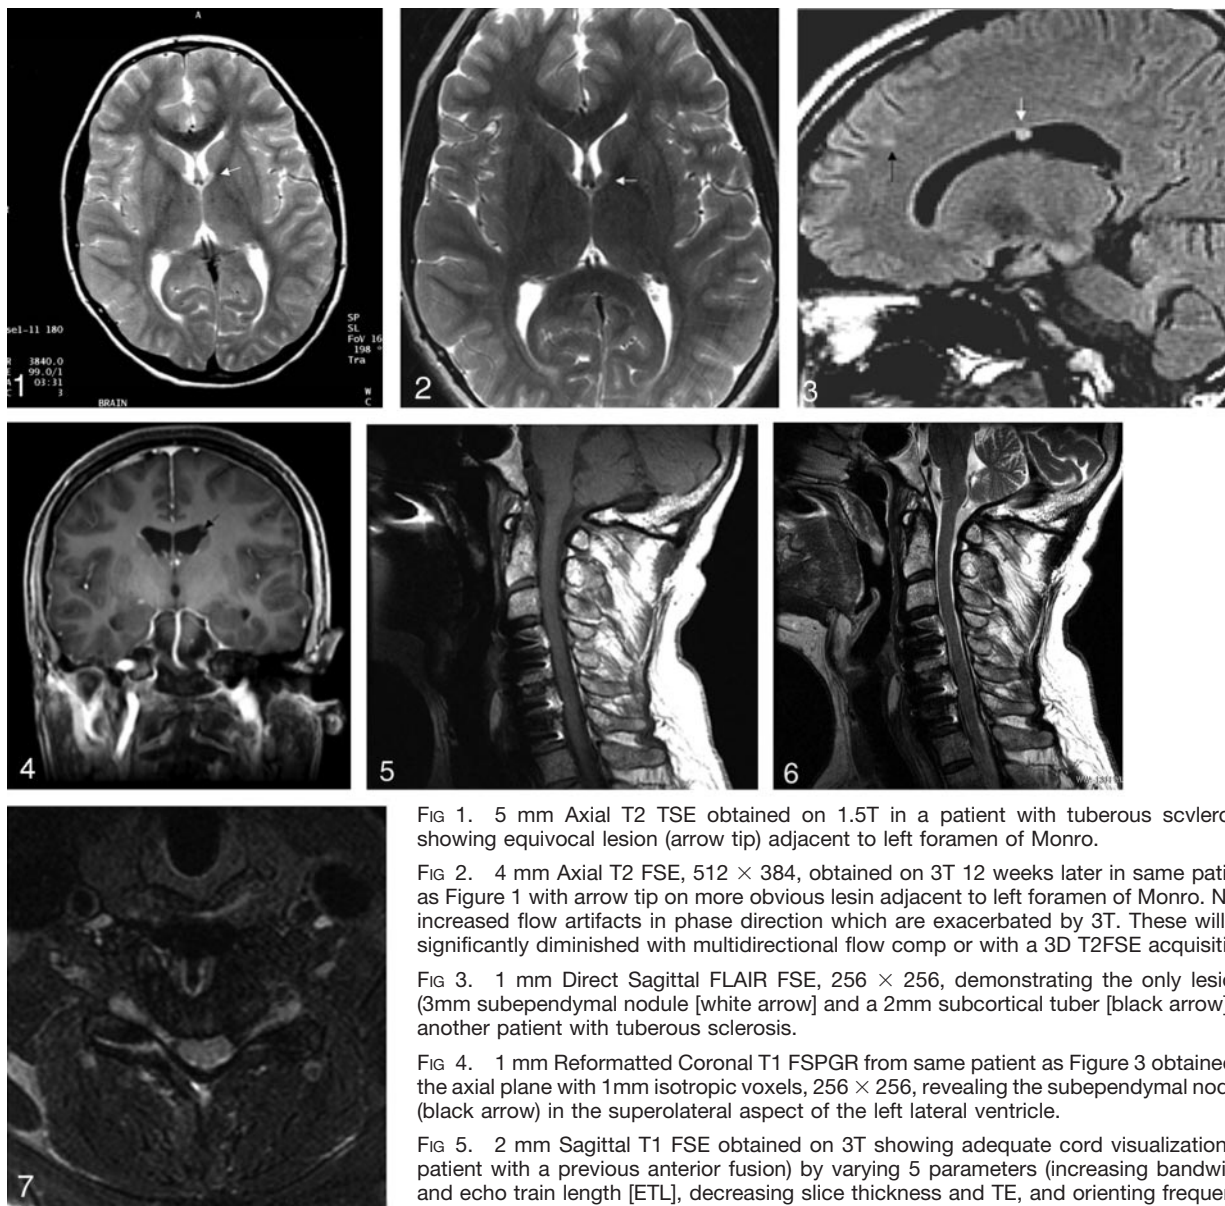 A
sel-11 180
3840.0
99.0/1
03:31
3
BRAIN
SP
SL
FoV 16
198
Tra
W
C
1
2
3
4
5
6
7
FIG 1. 5 mm Axial T2 TSE obtained on 1.5T in a patient with tuberous scvlero
showing equivocal lesion (arrow tip) adjacent to left foramen of Monro.
FIG 2. 4 mm Axial T2 FSE, 512 × 384, obtained on 3T 12 weeks later in same pati
as Figure 1 with arrow tip on more obvious lesin adjacent to left foramen of Monro. N
increased flow artifacts in phase direction which are exacerbated by 3T. These will
significantly diminished with multidirectional flow comp or with a 3D T2FSE acquisiti
FIG 3. 1 mm Direct Sagittal FLAIR FSE, 256 × 256, demonstrating the only lesio
(3mm subependymal nodule [white arrow] and a 2mm subcortical tuber [black arrow]
another patient with tuberous sclerosis.
FIG 4. 1 mm Reformatted Coronal T1 FSPGR from same patient as Figure 3 obtained
the axial plane with 1mm isotropic voxels, 256 × 256, revealing the subependymal nod
(black arrow) in the superolateral aspect of the left lateral ventricle.
FIG 5. 2 mm Sagittal T1 FSE obtained on 3T showing adequate cord visualization
patient with a previous anterior fusion) by varying 5 parameters (increasing bandwi
and echo train length [ETL], decreasing slice thickness and TE, and orienting frequen